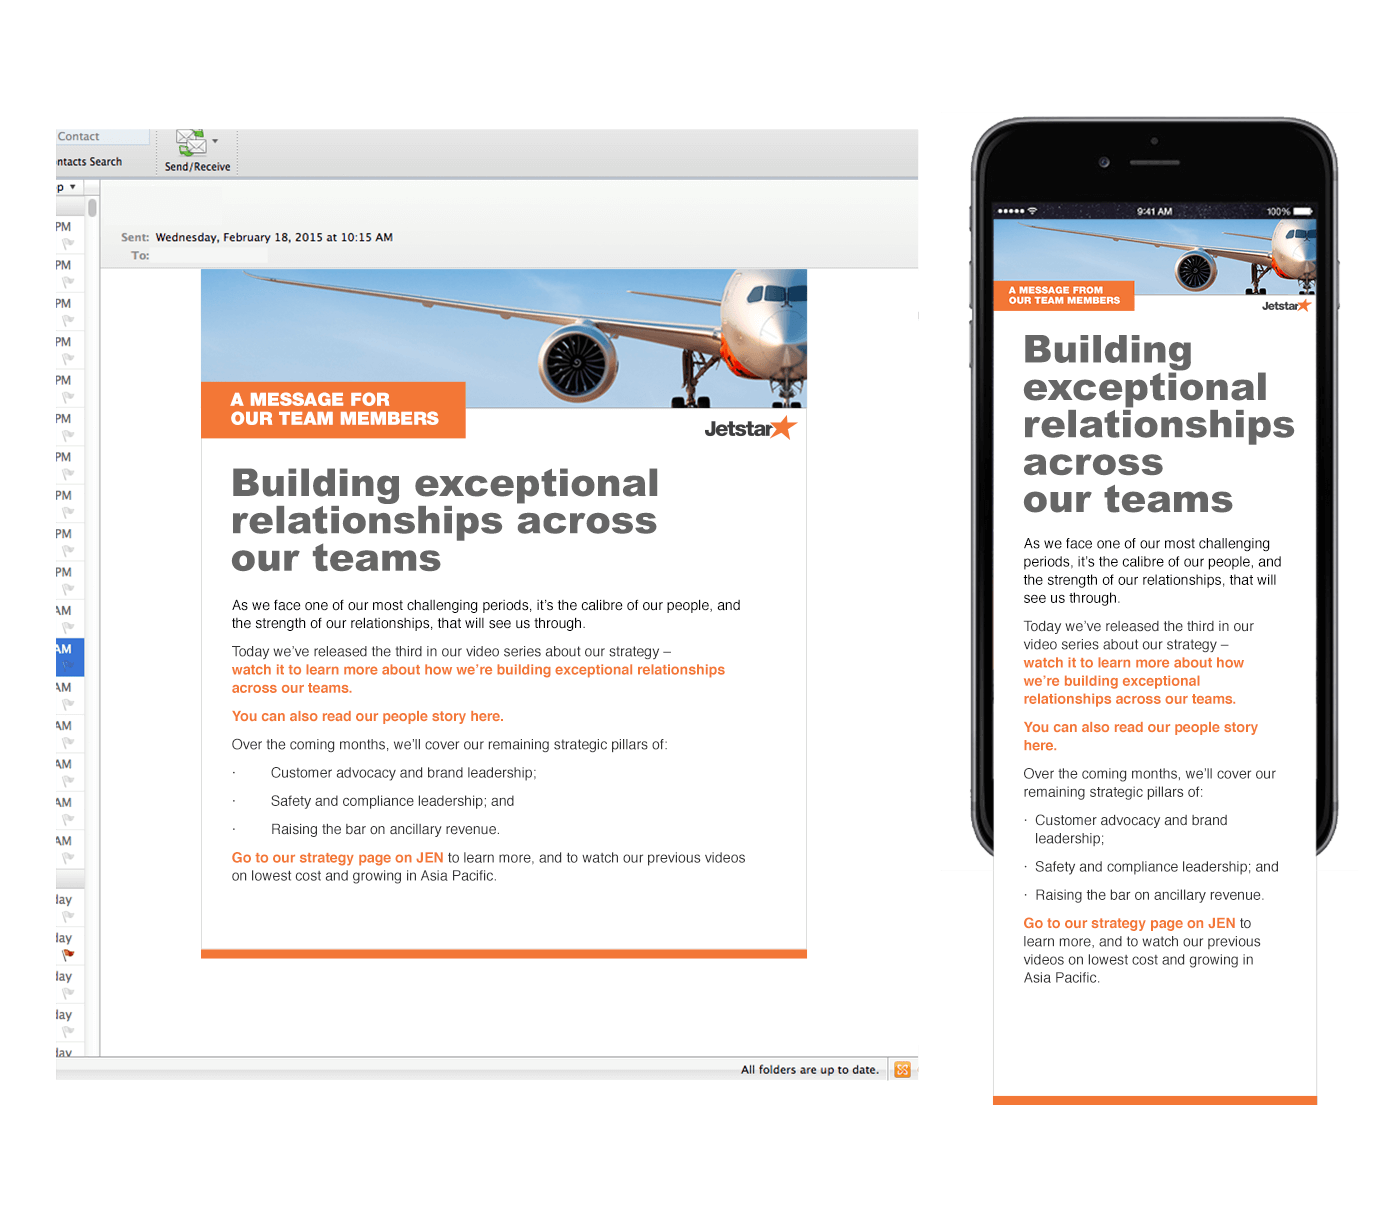 Contact
ntacts Search
Send/Receive
p
PM
PM
PM
PM
PM
PM
PM
PM
PM
PM
AM
AM
AM
AM
AM
AM
AM
day
day
day
day
day
Sent: Wednesday, February 18, 2015 at 10:15 AM
To:
A MESSAGE FOR
OUR TEAM MEMBERS
Jetstar
Building exceptional
relationships across
our teams
As we face one of our most challenging periods, it's the calibre of our people, and
the strength of our relationships, that will see us through.
Today we've released the third in our video series about our strategy –
watch it to learn more about how we're building exceptional relationships
across our teams.
You can also read our people story here.
Over the coming months, we'll cover our remaining strategic pillars of:
· Customer advocacy and brand leadership;
· Safety and compliance leadership; and
· Raising the bar on ancillary revenue.
Go to our strategy page on JEN to learn more, and to watch our previous videos
on lowest cost and growing in Asia Pacific.
All folders are up to date.
9:41 AM
100%
A MESSAGE FROM
OUR TEAM MEMBERS
Jetstar
Building
exceptional
relationships
across
our teams
As we face one of our most challenging
periods, it's the calibre of our people, and
the strength of our relationships, that will
see us through.
Today we've released the third in our
video series about our strategy –
watch it to learn more about how
we're building exceptional
relationships across our teams.
You can also read our people story
here.
Over the coming months, we'll cover our
remaining strategic pillars of:
· Customer advocacy and brand
leadership;
· Safety and compliance leadership; and
· Raising the bar on ancillary revenue.
Go to our strategy page on JEN to
learn more, and to watch our previous
videos on lowest cost and growing in
Asia Pacific.